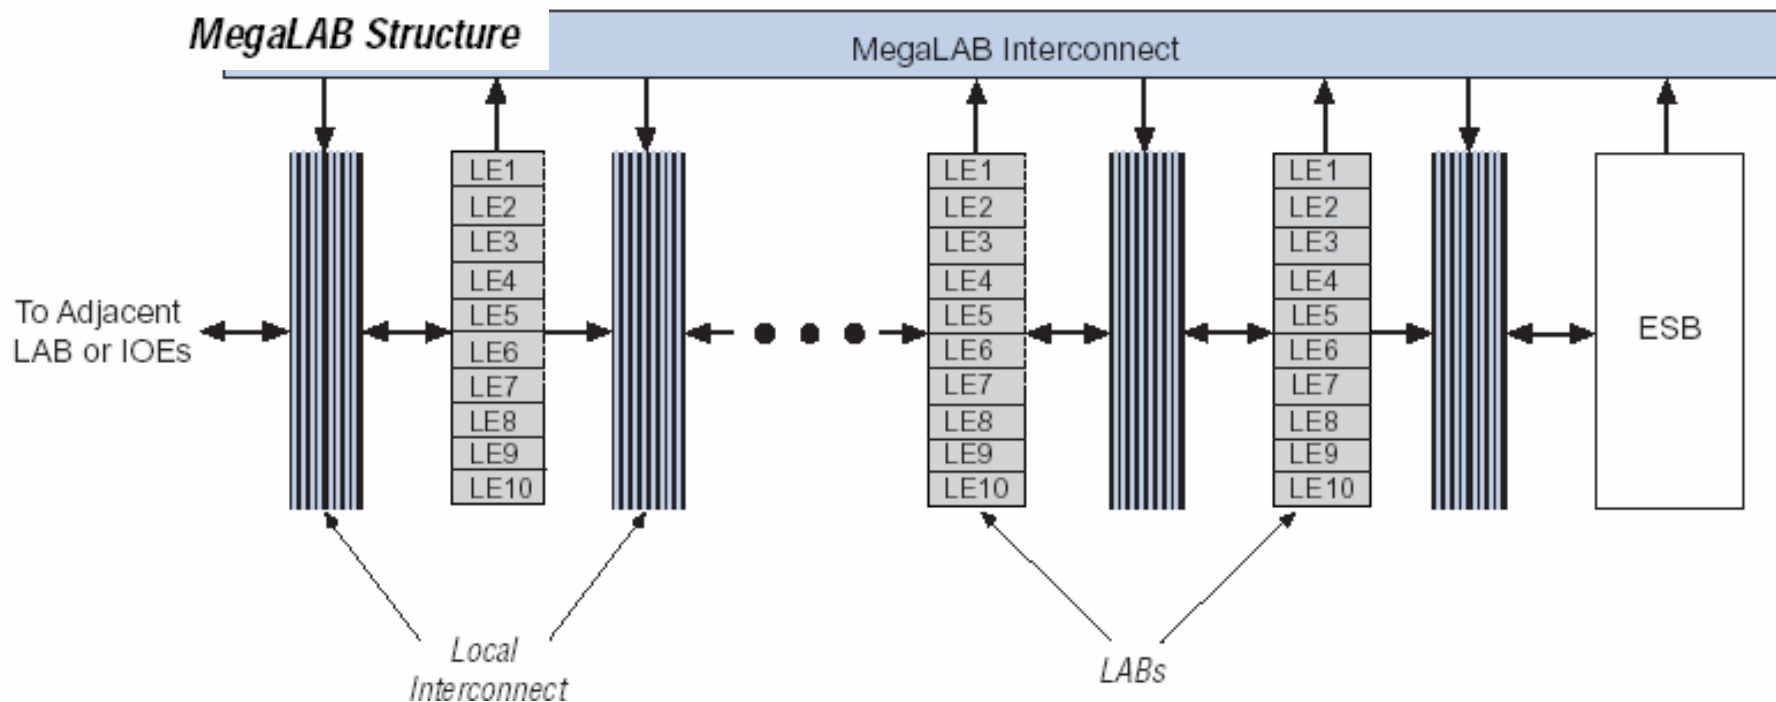 MegaLAB Structure
MegaLAB Interconnect
LE1
LE2
LE3
LE4
LE5
LE6
LE7
LE8
LE9
LE10
LE1
LE2
LE3
LE4
LE5
LE6
LE7
LE8
LE9
LE10
LE1
LE2
LE3
LE4
LE5
LE6
LE7
LE8
LE9
LE10
To Adjacent
LAB or IOEs
ESB
Local
Interconnect
LABs